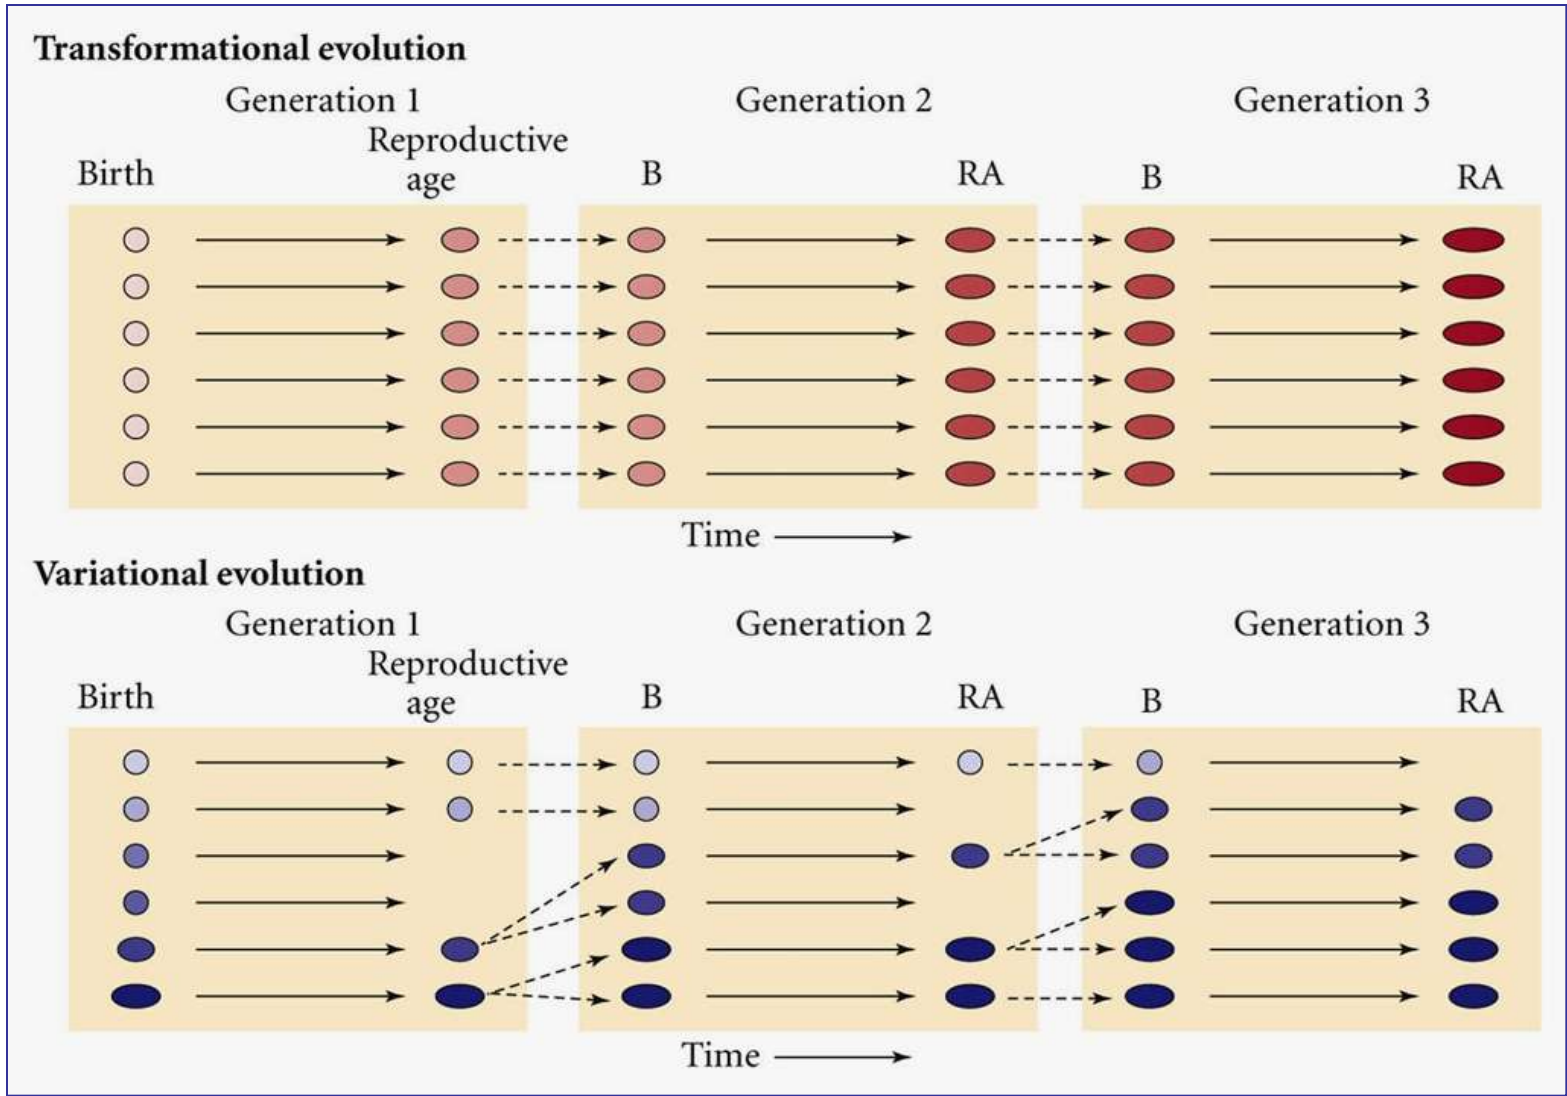 Transformational evolution
Generation 1
Generation 2
Generation 3
Birth
Reproductive
age
B
RA
B
RA
Time
Variational evolution
Generation 1
Generation 2
Generation 3
Birth
Reproductive
age
B
RA
B
RA
Time